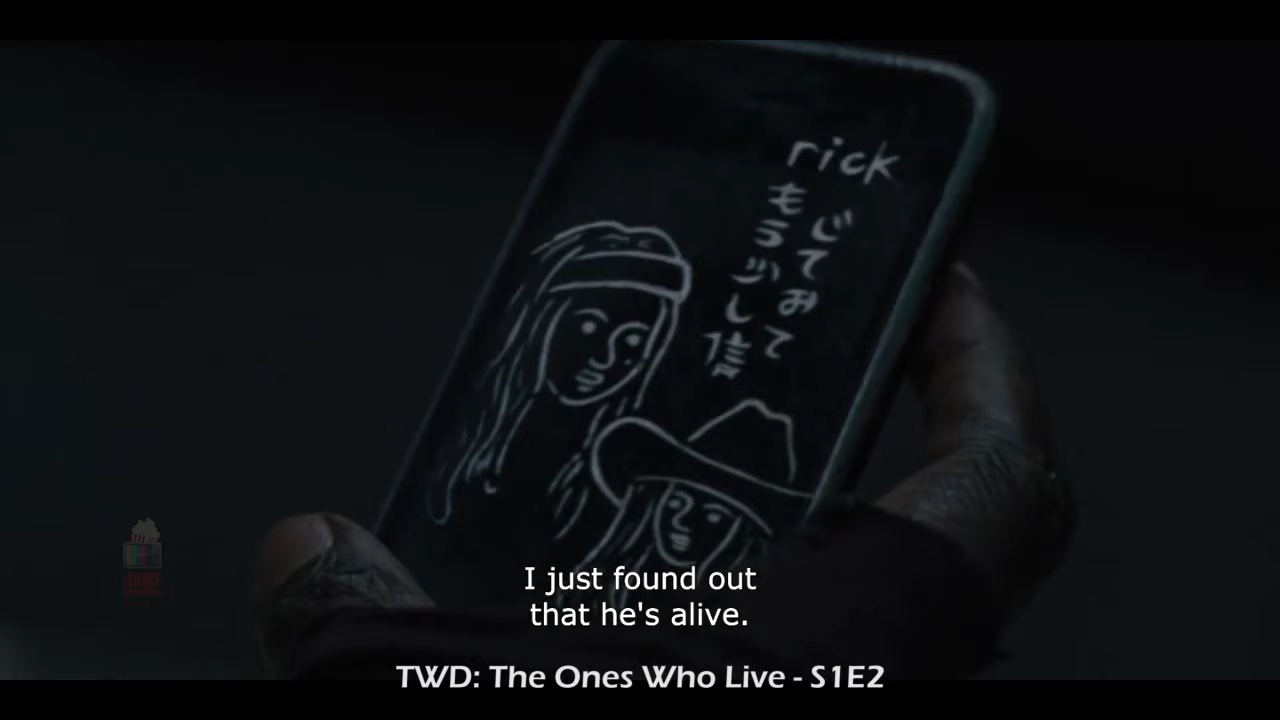 rick
もう少し信
じてみて
I just found out
that he's alive.
TWD: The Ones Who Live - S1E2